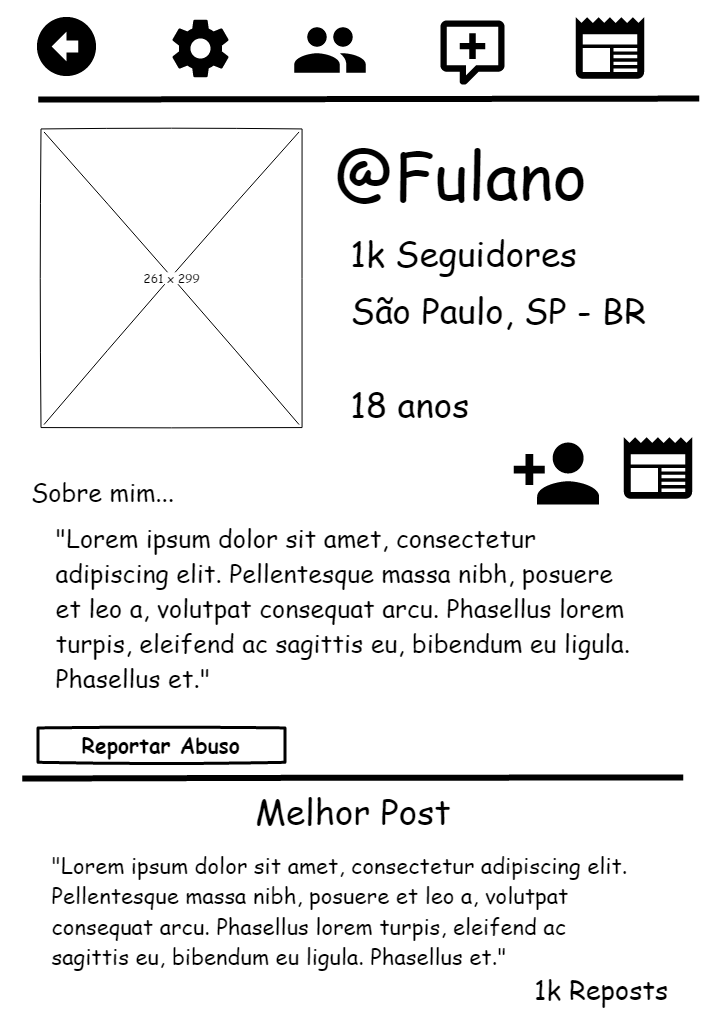 @Fulano
1k Seguidores
São Paulo, SP - BR
261 x 299
18 anos
Sobre mim...
"Lorem ipsum dolor sit amet, consectetur
adipiscing elit. Pellentesque massa nibh, posuere
et leo a, volutpat consequat arcu. Phasellus lorem
turpis, eleifend ac sagittis eu, bibendum eu ligula.
Phasellus et."
Reportar Abuso
Melhor Post
"Lorem ipsum dolor sit amet, consectetur adipiscing elit.
Pellentesque massa nibh, posuere et leo a, volutpat
consequat arcu. Phasellus lorem turpis, eleifend ac
sagittis eu, bibendum eu ligula. Phasellus et."
1k Reposts